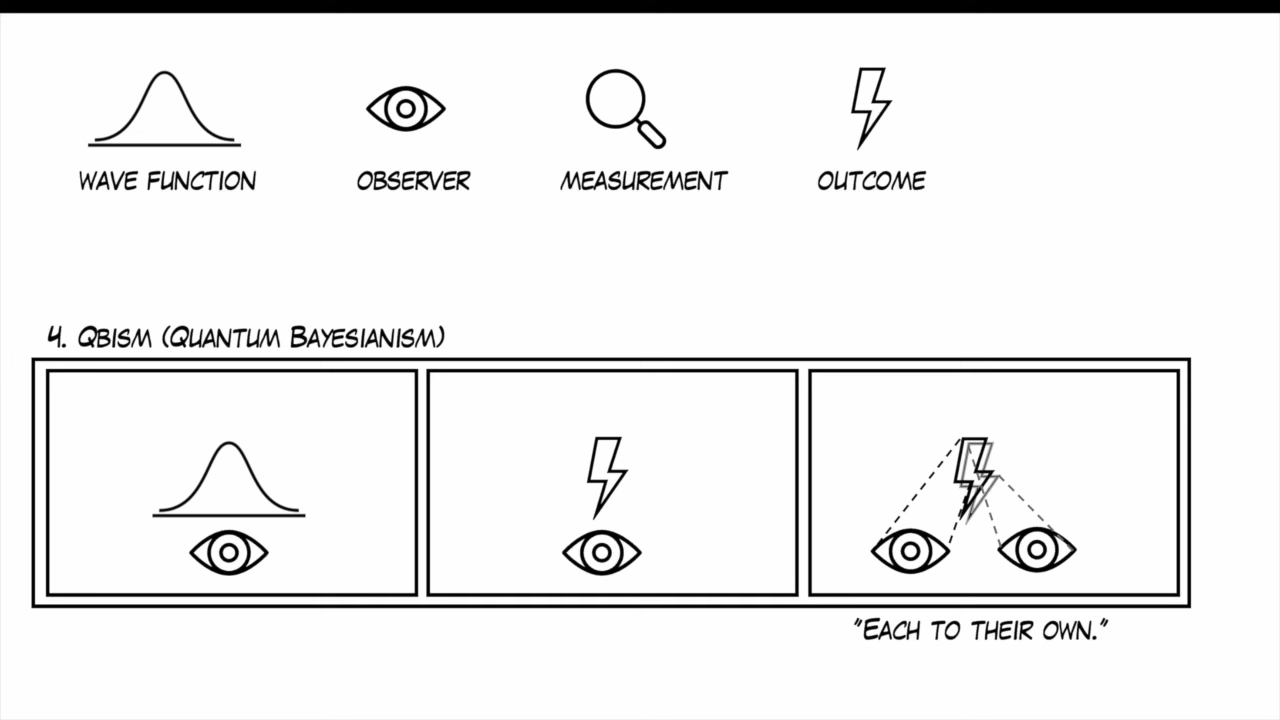 WAVE FUNCTION
OBSERVER
MEASUREMENT
OUTCOME
4. QBISM (QUANTUM BAYESIANISM)
"EACH TO THEIR OWN."